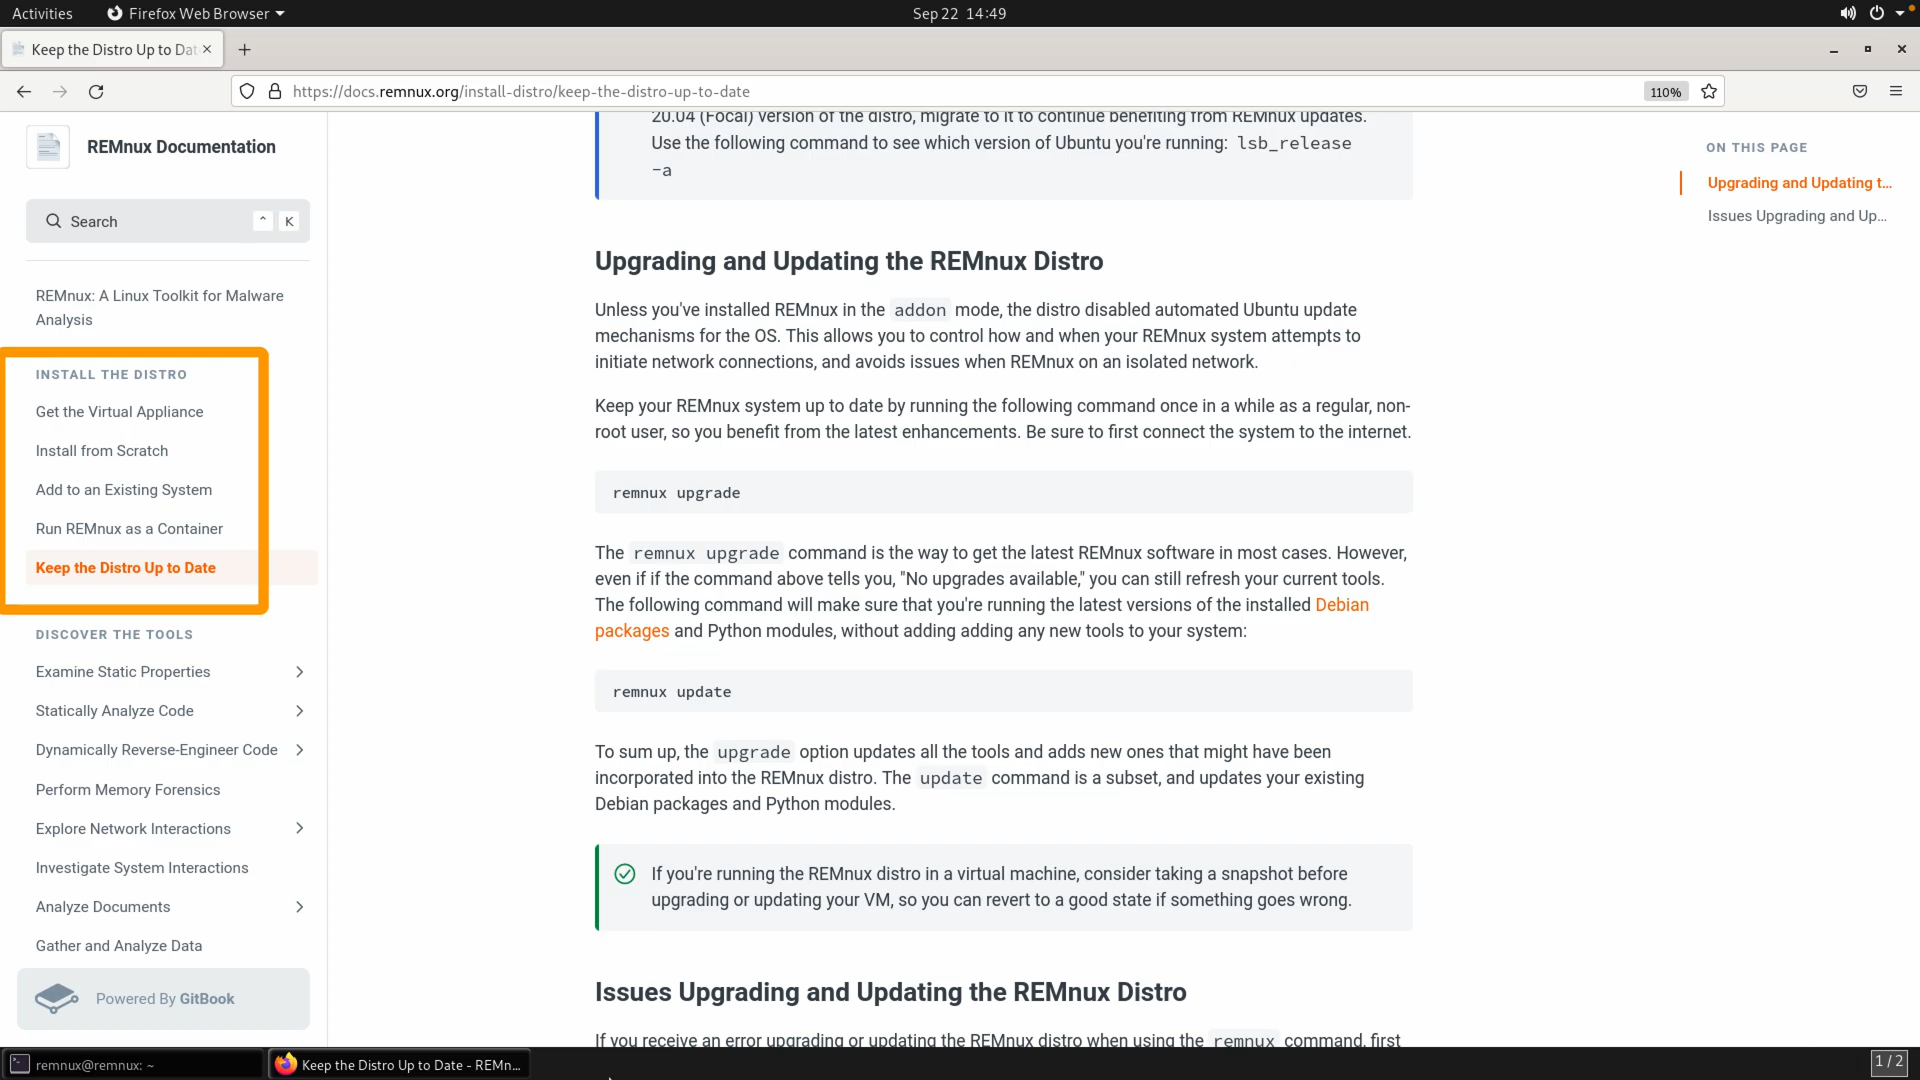 Activities
Firefox Web Browser
Sep 22 14:49
Keep the Distro Up to Dat
https://docs.remnux.org/install-distro/keep-the-distro-up-to-date
110%
REMnux Documentation
Search
^ K
REMnux: A Linux Toolkit for Malware
Analysis
INSTALL THE DISTRO
Get the Virtual Appliance
Install from Scratch
Add to an Existing System
Run REMnux as a Container
Keep the Distro Up to Date
DISCOVER THE TOOLS
Examine Static Properties
Statically Analyze Code
Dynamically Reverse-Engineer Code
Perform Memory Forensics
Explore Network Interactions
Investigate System Interactions
Analyze Documents
Gather and Analyze Data
Powered By GitBook
20.04 (Focal) version of the distro, migrate to it to continue benefiting from REMnux updates.
Use the following command to see which version of Ubuntu you're running: lsb_release
-a
Upgrading and Updating the REMnux Distro
Unless you've installed REMnux in the addon mode, the distro disabled automated Ubuntu update
mechanisms for the OS. This allows you to control how and when your REMnux system attempts to
initiate network connections, and avoids issues when REMnux on an isolated network.
Keep your REMnux system up to date by running the following command once in a while as a regular, non-
root user, so you benefit from the latest enhancements. Be sure to first connect the system to the internet.
remnux upgrade
The remnux upgrade command is the way to get the latest REMnux software in most cases. However,
even if if the command above tells you, "No upgrades available," you can still refresh your current tools.
The following command will make sure that you're running the latest versions of the installed Debian
packages and Python modules, without adding adding any new tools to your system:
remnux update
To sum up, the upgrade option updates all the tools and adds new ones that might have been
incorporated into the REMnux distro. The update command is a subset, and updates your existing
Debian packages and Python modules.
If you're running the REMnux distro in a virtual machine, consider taking a snapshot before
upgrading or updating your VM, so you can revert to a good state if something goes wrong.
Issues Upgrading and Updating the REMnux Distro
If you receive an error upgrading or updating the REMnux distro when using the remnux command, first
ON THIS PAGE
Upgrading and Updating t...
Issues Upgrading and Up...
remnux@remnux: ~
Keep the Distro Up to Date - REMn...
1 / 2